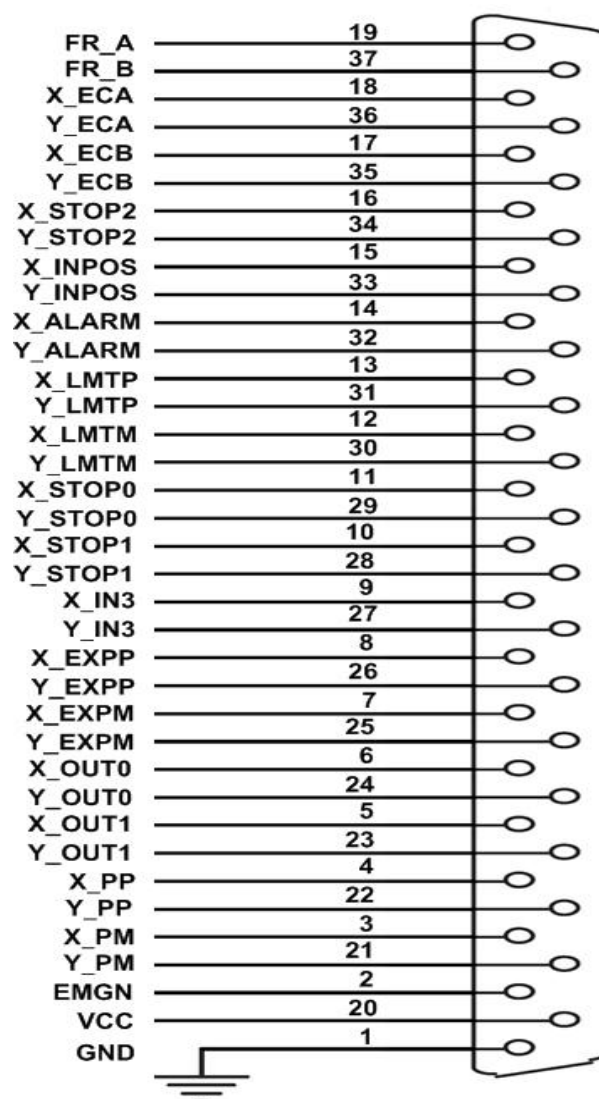 FR_A 19
FR_B 37
X_ECA 18
Y_ECA 36
X_ECB 17
Y_ECB 35
X_STOP2 16
Y_STOP2 34
X_INPOS 15
Y_INPOS 33
X_ALARM 14
Y_ALARM 32
X_LMTP 13
Y_LMTP 31
X_LMTM 12
Y_LMTM 30
X_STOP0 11
Y_STOP0 29
X_STOP1 10
Y_STOP1 28
X_IN3 9
Y_IN3 27
X_EXPP 8
Y_EXPP 26
X_EXPM 7
Y_EXPM 25
X_OUT0 6
Y_OUT0 24
X_OUT1 5
Y_OUT1 23
X_PP 4
Y_PP 22
X_PM 3
Y_PM 21
EMGN 2
VCC 20
GND 1